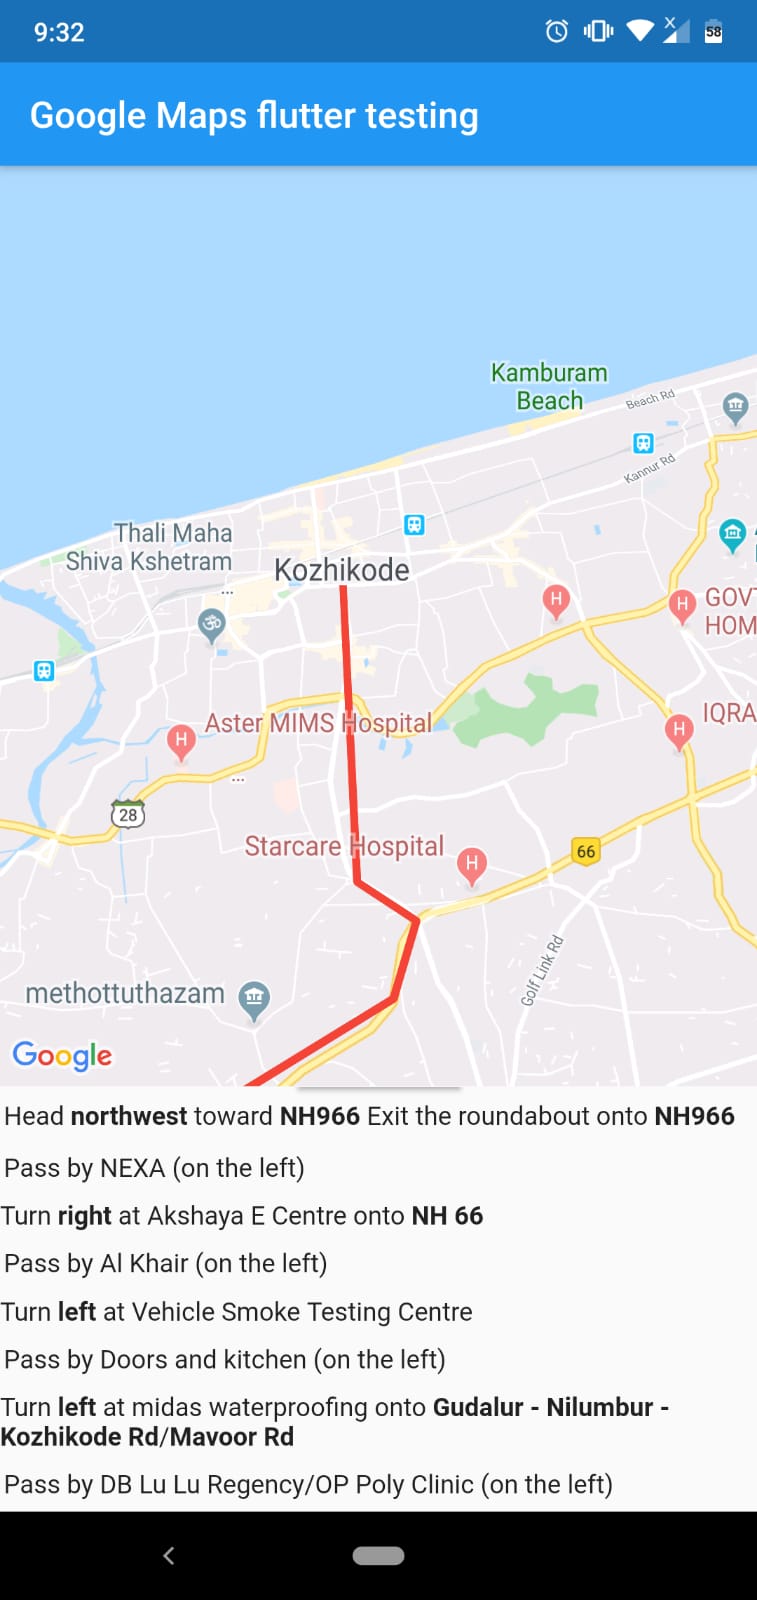 9:32
58
Google Maps flutter testing
Kamburam
Beach
Beach Rd
Kannur Rd
Thali Maha
Shiva Kshetram
Kozhikode
GOVT
HOM
Aster MIMS Hospital
IQRA
28
Starcare Hospital
66
Golf Link Rd
methottuthazam
Google
Head northwest toward NH966 Exit the roundabout onto NH966
Pass by NEXA (on the left)
Turn right at Akshaya E Centre onto NH 66
Pass by Al Khair (on the left)
Turn left at Vehicle Smoke Testing Centre
Pass by Doors and kitchen (on the left)
Turn left at midas waterproofing onto Gudalur - Nilumbur -
Kozhikode Rd/Mavoor Rd
Pass by DB Lu Lu Regency/OP Poly Clinic (on the left)